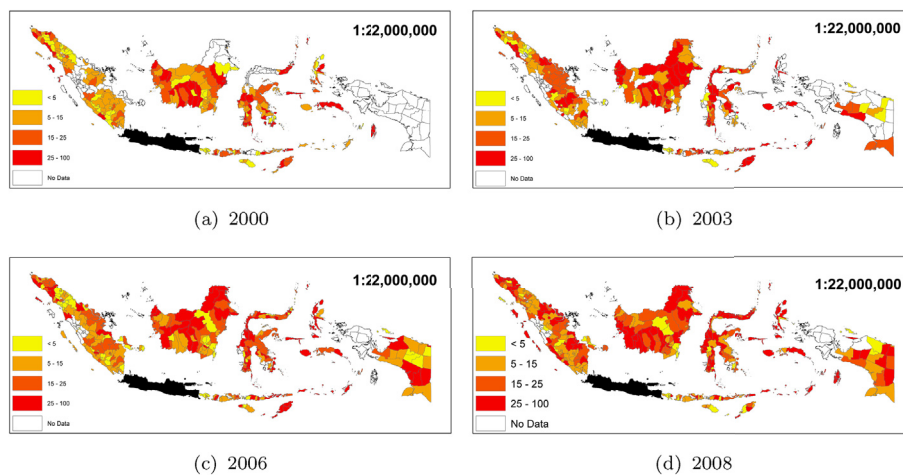 1:22,000,000
< 5
5 - 15
15 - 25
25 - 100
No Data
(a) 2000
1:22,000,000
< 5
5 - 15
15 - 25
25 - 100
No Data
(b) 2003
1:22,000,000
< 5
5 - 15
15 - 25
25 - 100
No Data
(c) 2006
1:22,000,000
< 5
5 - 15
15 - 25
25 - 100
No Data
(d) 2008